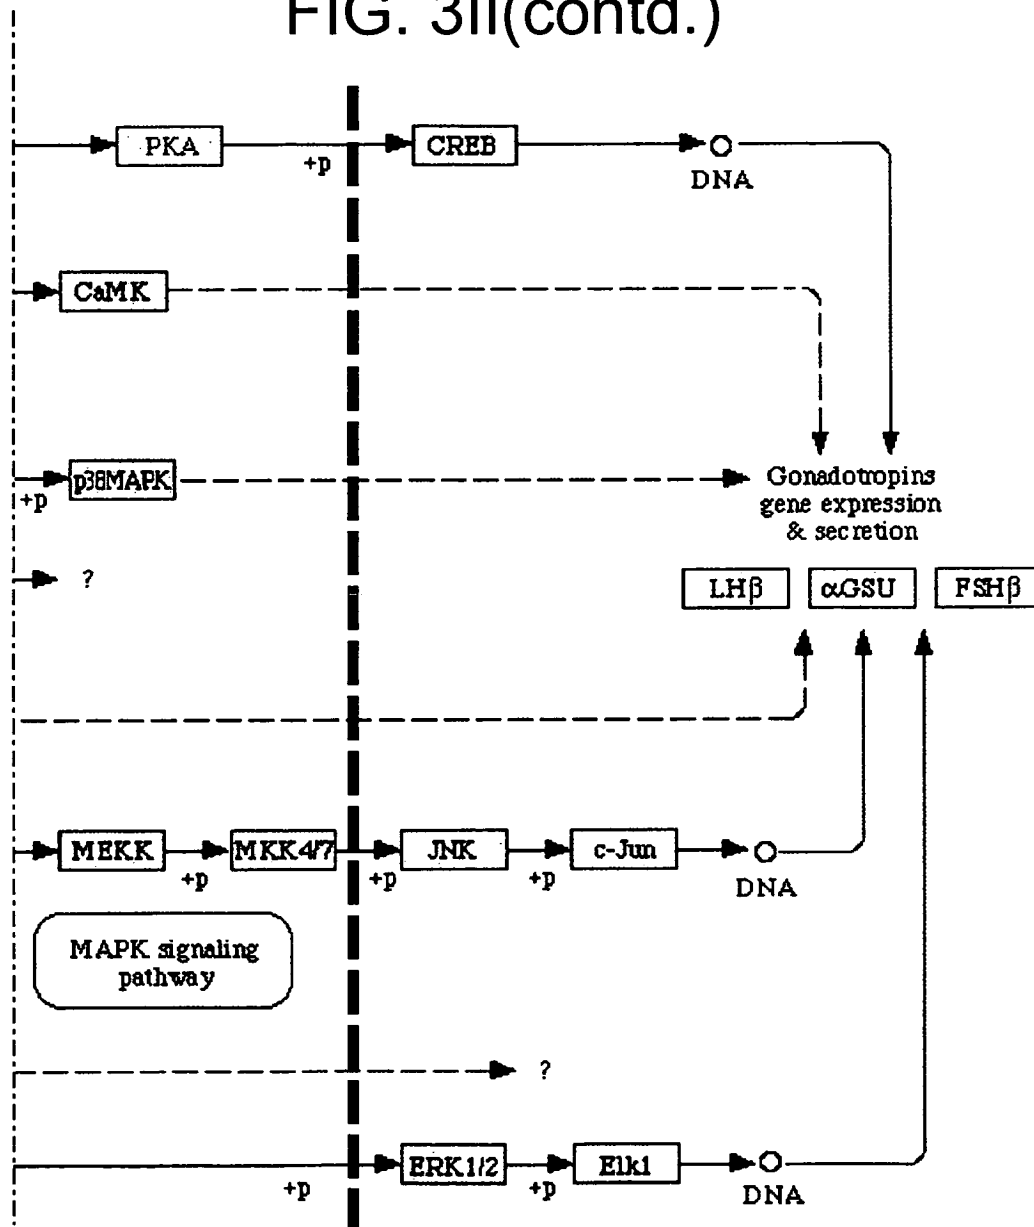 FIG. 3II(contd.)
PKA
+p
CREB
DNA
CaMK
+p
p38MAPK
Gonadotropins
gene expression
& secretion
?
LHβ
αGSU
FSHβ
MEKK
+p
MKK4/7
+p
JNK
+p
c-Jun
DNA
MAPK signaling
pathway
?
+p
ERK1/2
+p
Elk1
DNA